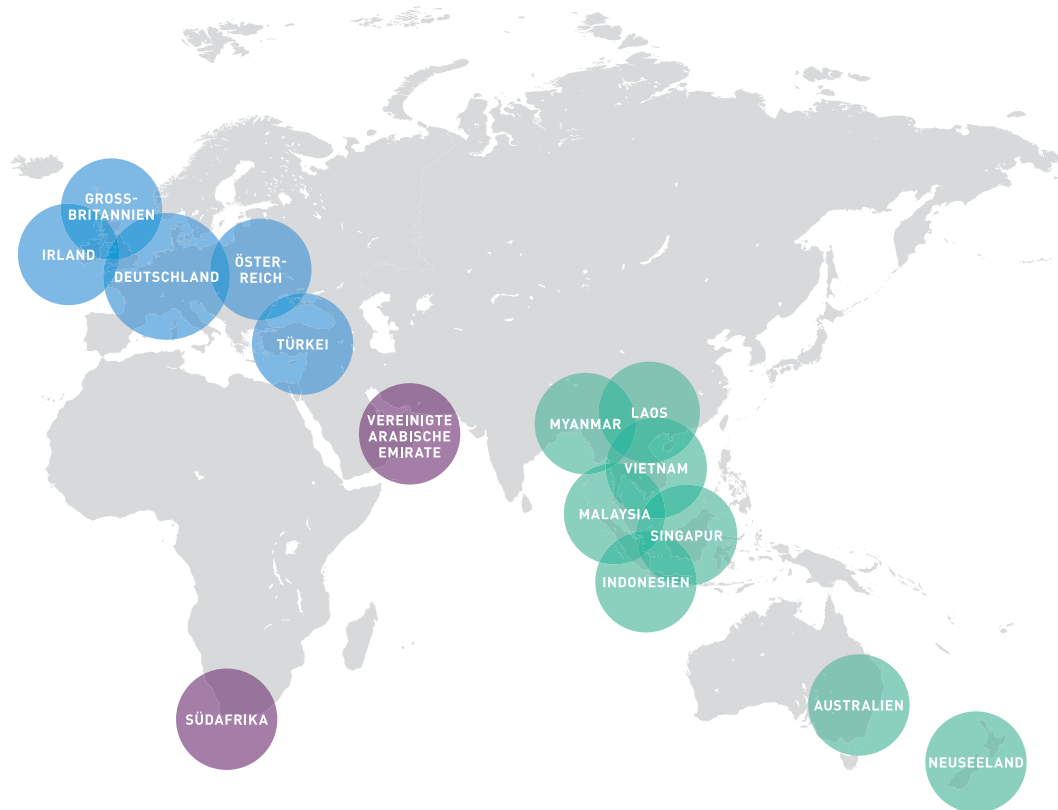 GROSS-
BRITANNIEN
IRLAND
DEUTSCHLAND
ÖSTER-
REICH
TÜRKEI
VEREINIGTE
ARABISCHE
EMIRATE
MYANMAR
LAOS
VIETNAM
MALAYSIA
SINGAPUR
INDONESIEN
SÜDAFRIKA
AUSTRALIEN
NEUSEELAND